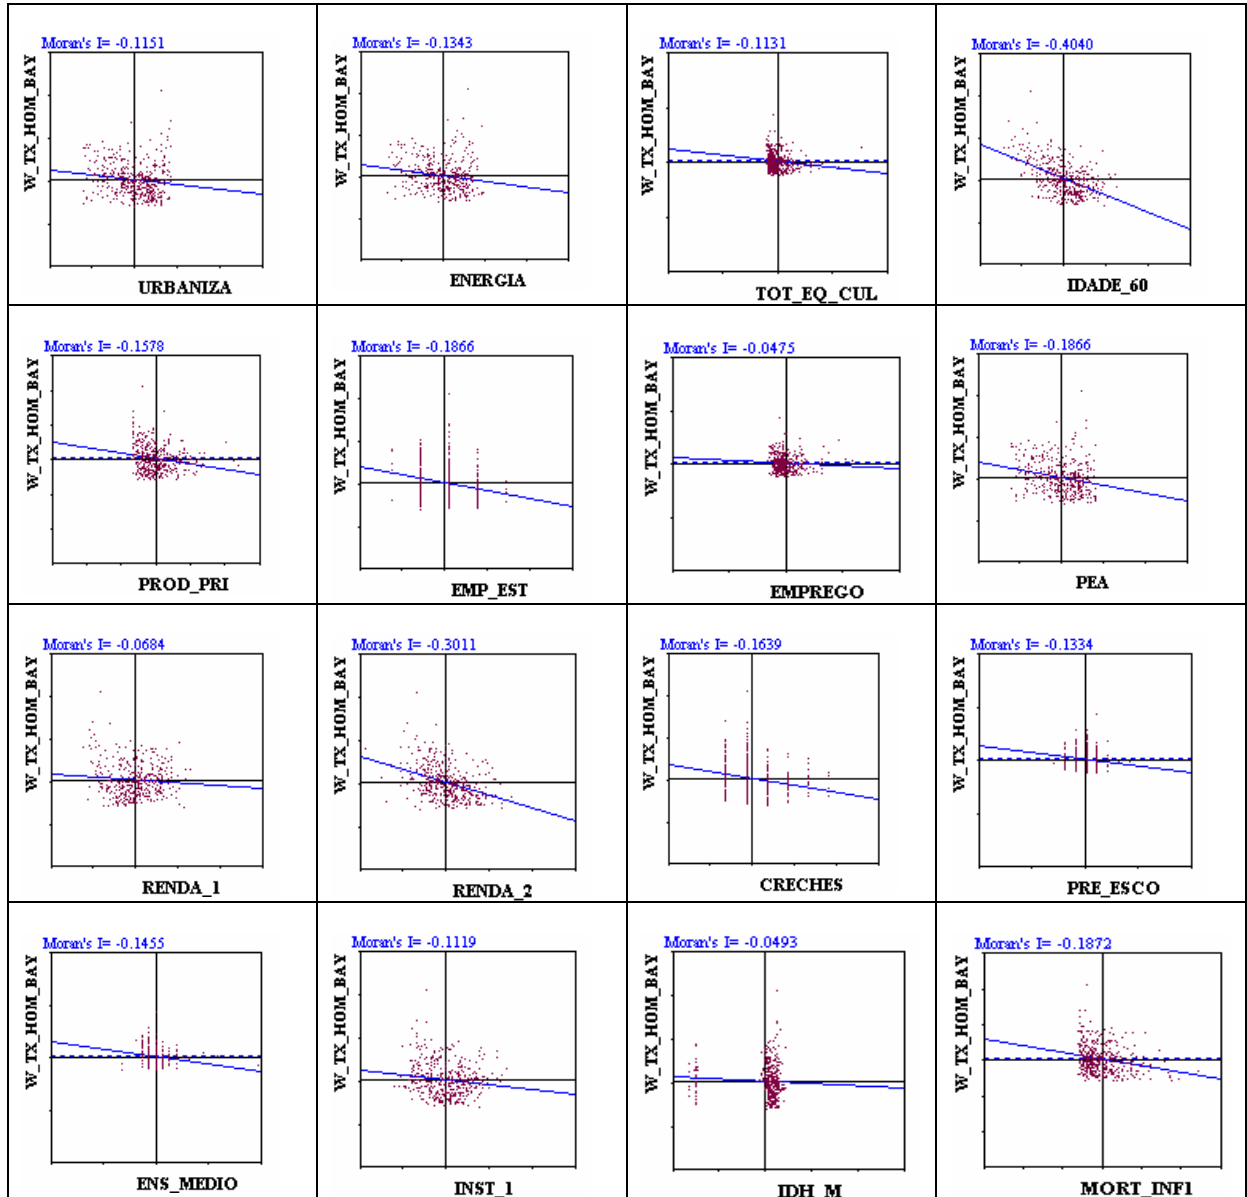 Moran's I= -0.1151
W_TX_HOM_BAY
URBANIZA
Moran's I= -0.1343
W_TX_HOM_BAY
ENERGIA
Moran's I= -0.1131
W_TX_HOM_BAY
TOT_EQ_CUL
Moran's I= -0.4040
W_TX_HOM_BAY
IDADE_60
Moran's I= -0.1578
W_TX_HOM_BAY
PROD_PRI
Moran's I= -0.1866
W_TX_HOM_BAY
EMP_EST
Moran's I= -0.0475
W_TX_HOM_BAY
EMPREGO
Moran's I= -0.1866
W_TX_HOM_BAY
PEA
Moran's I= -0.0684
W_TX_HOM_BAY
RENDA_1
Moran's I= -0.3011
W_TX_HOM_BAY
RENDA_2
Moran's I= -0.1639
W_TX_HOM_BAY
CRECHES
Moran's I= -0.1334
W_TX_HOM_BAY
PRE_ESCO
Moran's I= -0.1455
W_TX_HOM_BAY
ENS_MEDIO
Moran's I= -0.1119
W_TX_HOM_BAY
INST_1
Moran's I= -0.0493
W_TX_HOM_BAY
IDH_M
Moran's I= -0.1872
W_TX_HOM_BAY
MORT_INF1